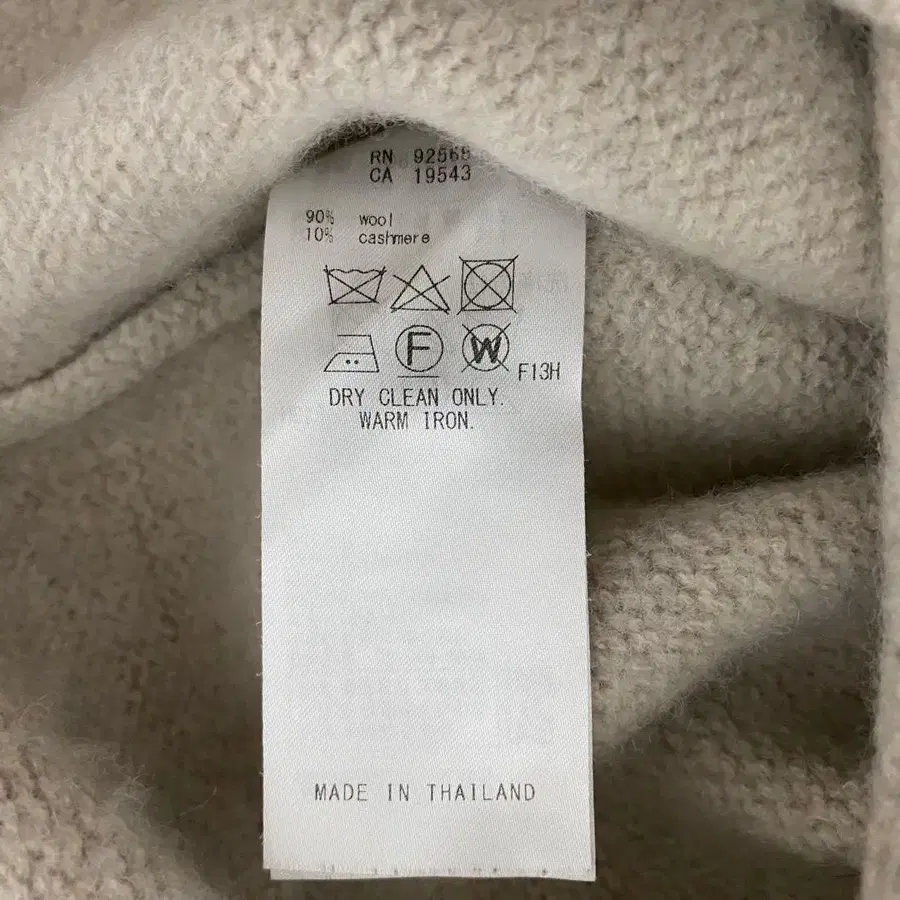 RN 92568
CA 19543
90% wool
10% cashmere
F W F13H
DRY CLEAN ONLY.
WARM IRON.
MADE IN THAILAND